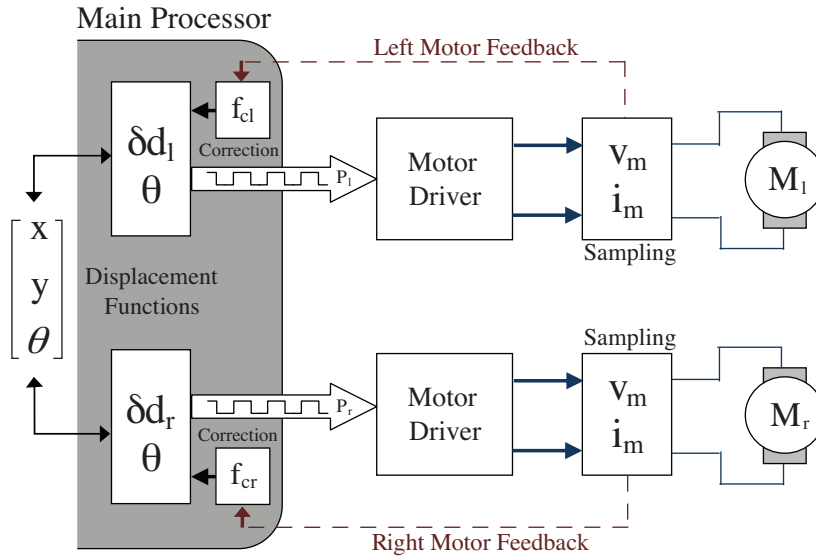 Main Processor
Left Motor Feedback
f_cl
Correction
δd_l
θ
P_l
Motor
Driver
v_m
i_m
Sampling
M_l
x
y
θ
Displacement
Functions
Sampling
δd_r
θ
P_r
Correction
f_cr
Motor
Driver
v_m
i_m
M_r
Right Motor Feedback